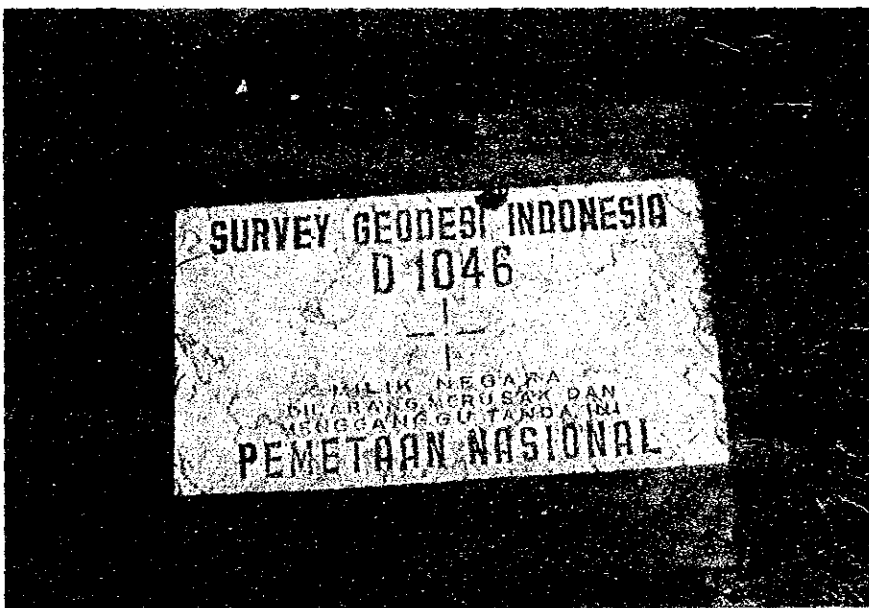 SURVEY GEODESI INDONESIA
D 1046
MILIK NEGARA
DILARANG MERUSAK DAN
MENGGANGGU TANDA INI
PEMETAAN NASIONAL